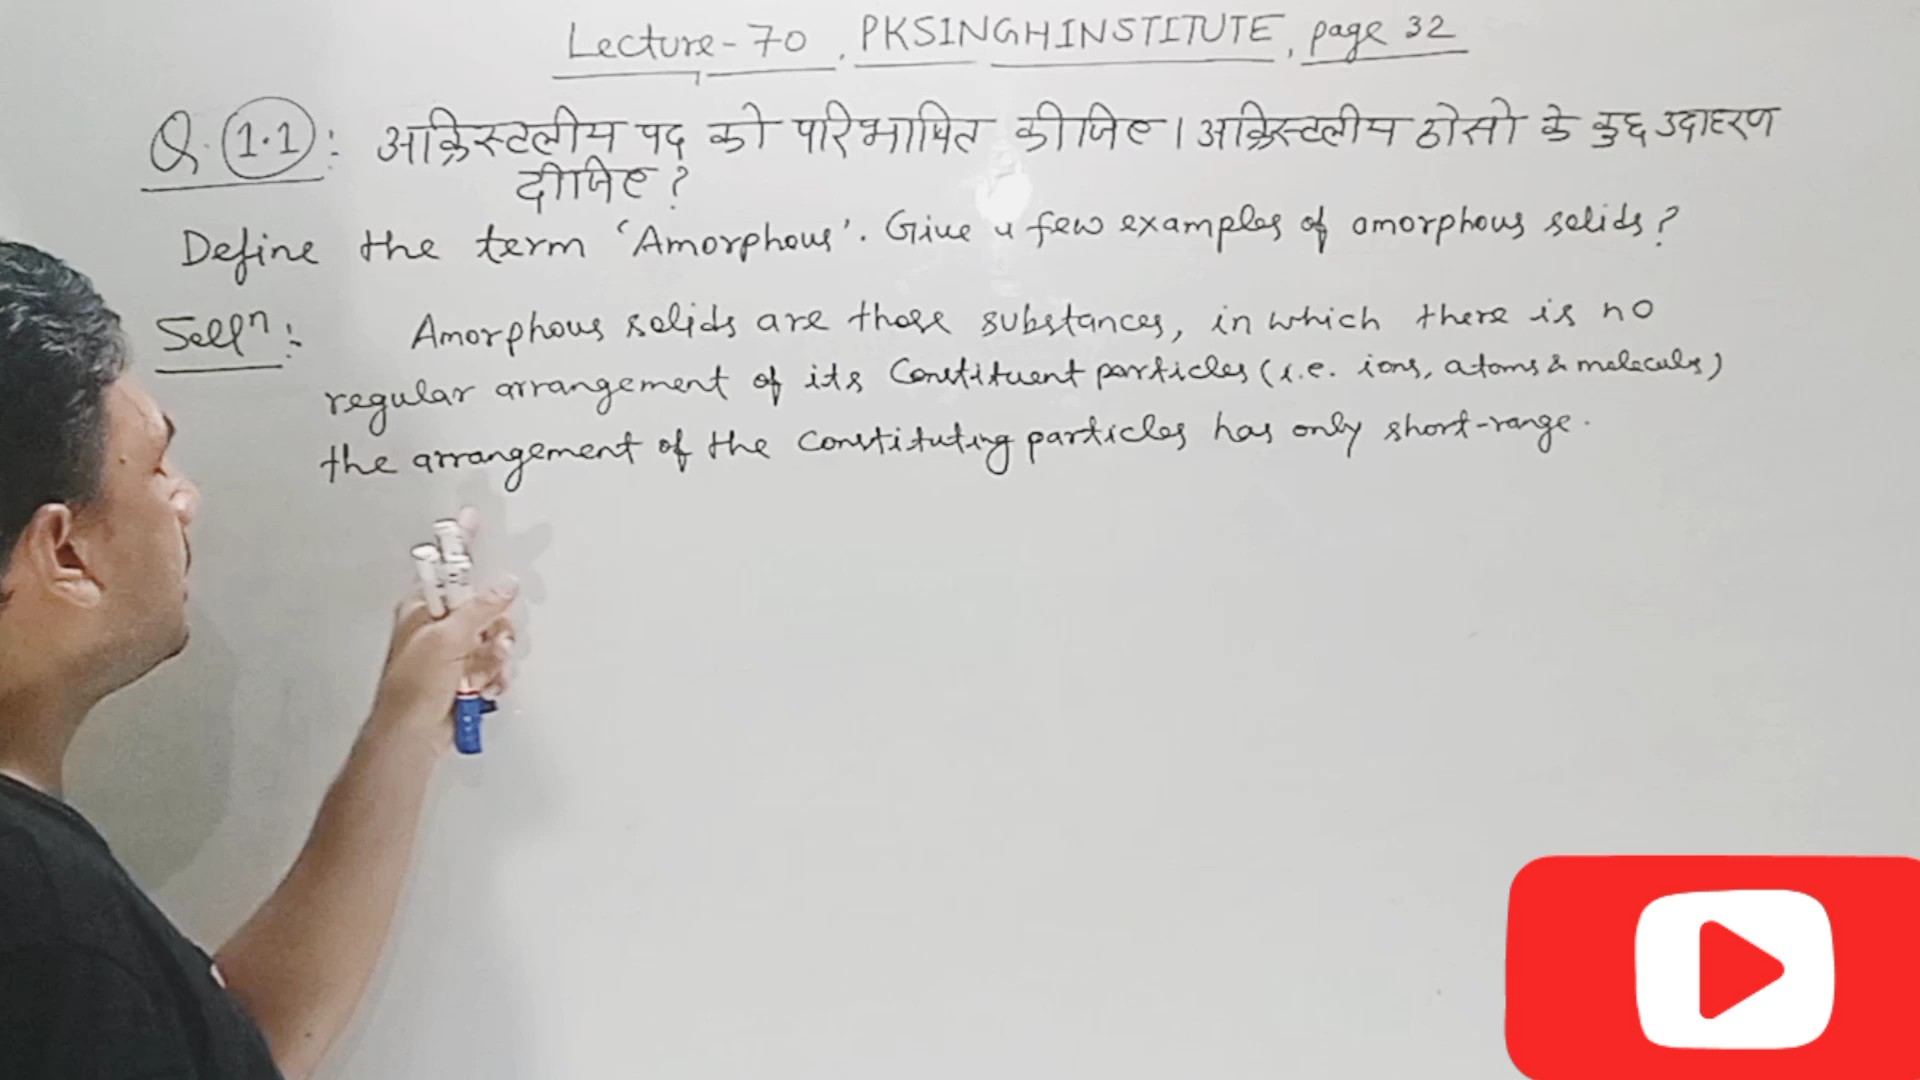 Lecture-70, PKSINGHINSTITUTE, page 32
Q.(1.1): अक्रिस्टलीय पद को परिभाषित कीजिए। अक्रिस्टलीय ठोसो के कुछ उदाहरण
दीजिए?
Define the term 'Amorphous'. Give a few examples of amorphous solids?
Sollⁿ: Amorphous solids are those substances, in which there is no
regular arrangement of its Constituent particles (i.e. ions, atoms & molecules)
the arrangement of the constituting particles has only short-range.